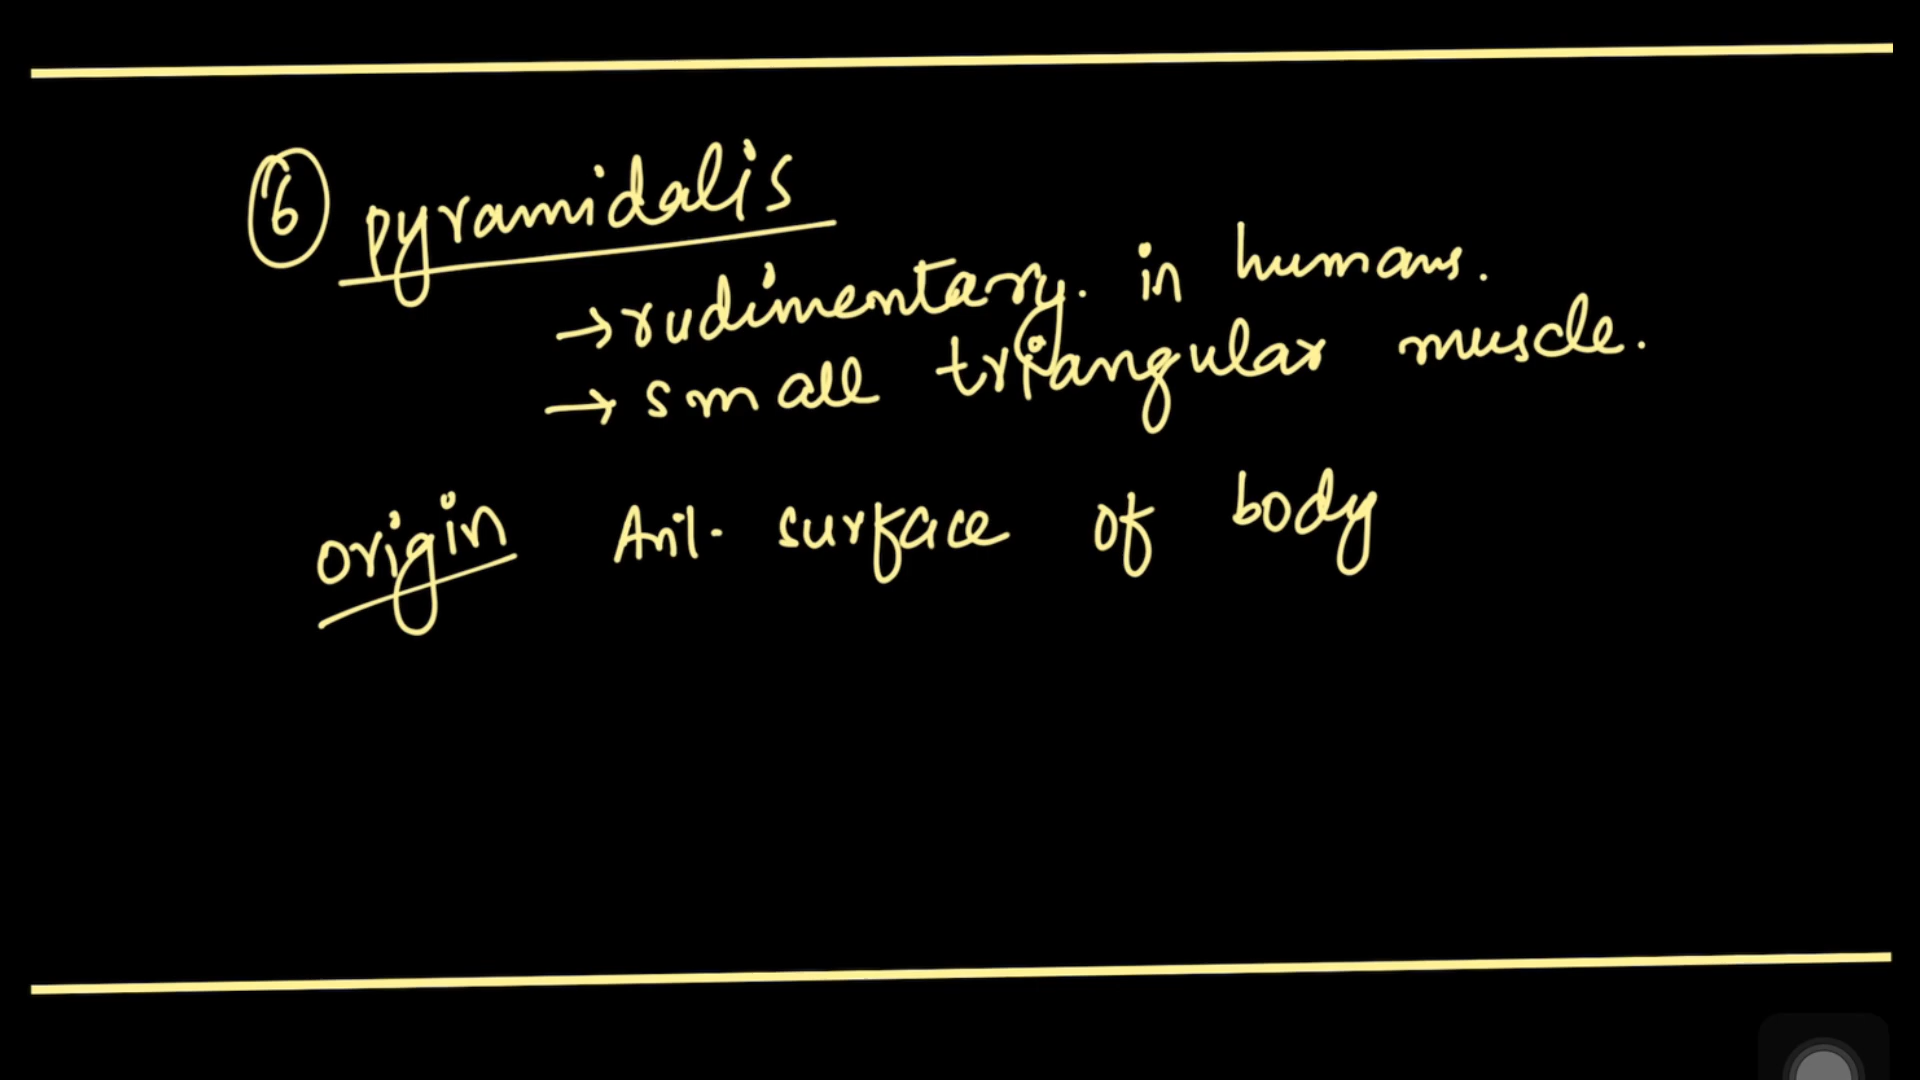 6 pyramidalis
→ rudimentary. in humans.
→ small triangular muscle.
origin Ant. surface of body